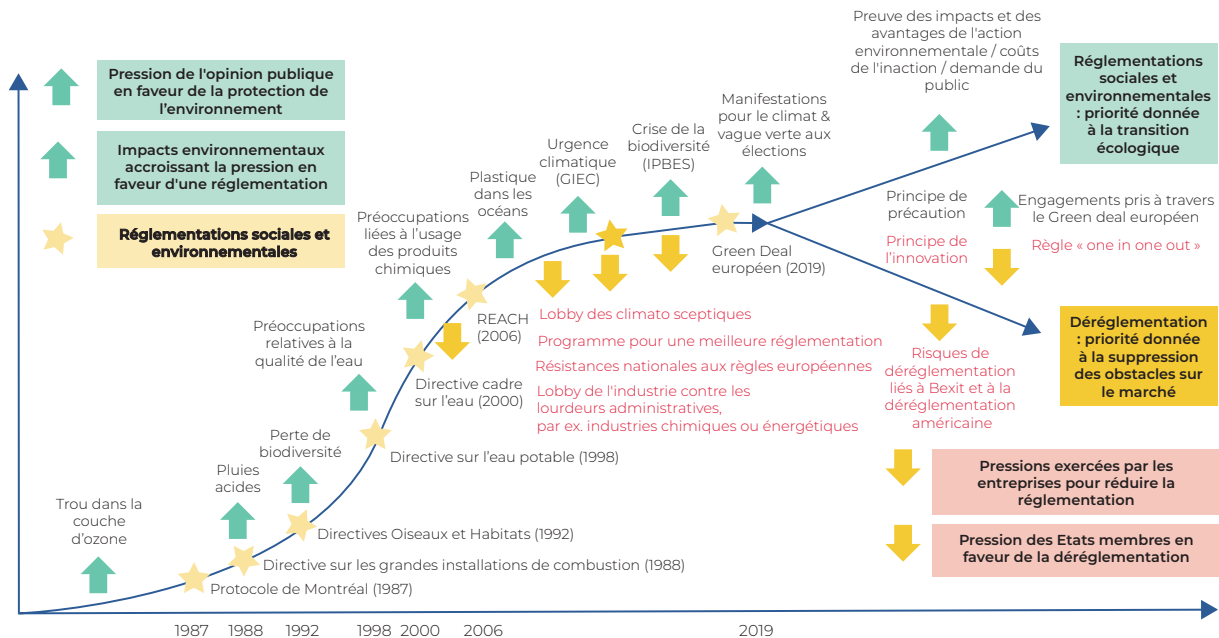 Pression de l'opinion publique
en faveur de la protection de
l’environnement
Impacts environnementaux
accroissant la pression en
faveur d'une réglementation
Réglementations sociales et
environnementales
Trou dans la
couche
d’ozone
Pluies
acides
Perte de
biodiversité
Préoccupations
relatives à la
qualité de l’eau
Préoccupations
liées à l’usage
des produits
chimiques
Plastique
dans les
océans
Urgence
climatique
(GIEC)
Crise de la
biodiversité
(IPBES)
Manifestations
pour le climat &
vague verte aux
élections
Preuve des impacts et des
avantages de l'action
environnementale / coûts
de l'inaction / demande du
public
Réglementations
sociales et
environnementales
: priorité donnée
à la transition
écologique
Principe de
précaution
Principe de
l’innovation
Engagements pris à travers
le Green deal européen
Règle « one in one out »
Green Deal
européen (2019)
REACH
(2006)
Directive cadre
sur l’eau (2000)
Directive sur l’eau potable (1998)
Directives Oiseaux et Habitats (1992)
Directive sur les grandes installations de combustion (1988)
Protocole de Montréal (1987)
Lobby des climato sceptiques
Programme pour une meilleure réglementation
Résistances nationales aux règles européennes
Lobby de l'industrie contre les
lourdeurs administratives,
par ex. industries chimiques ou énergétiques
Risques de
déréglementation
liés à Bexit et à la
déréglementation
américaine
Déréglementation
: priorité donnée
à la suppression
des obstacles sur
le marché
Pressions exercées par les
entreprises pour réduire la
réglementation
Pression des Etats membres en
faveur de la déréglementation
1987 1988 1992 1998 2000 2006 2019